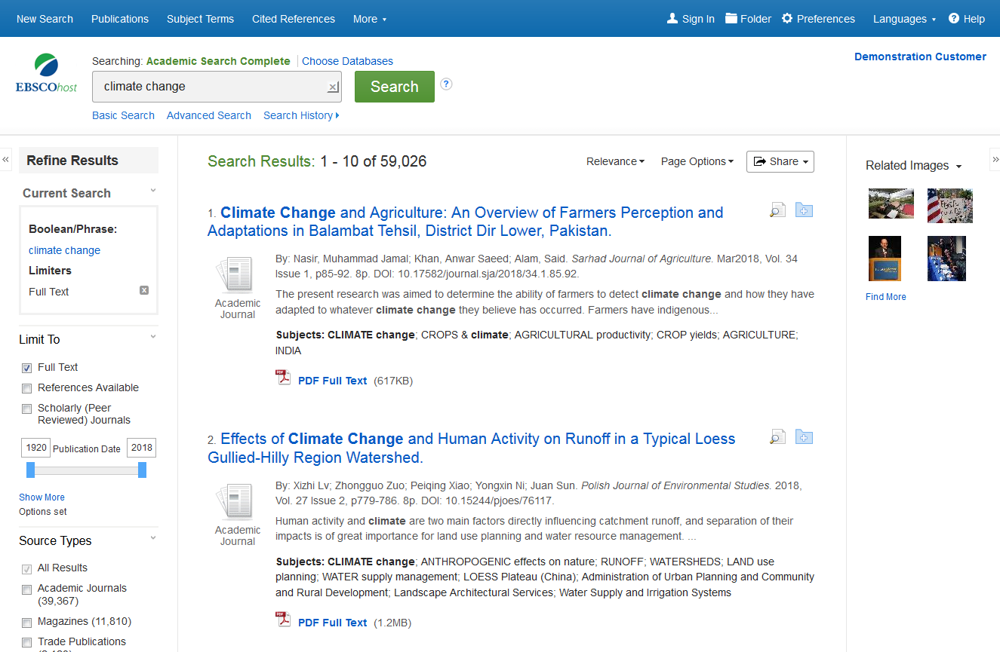 New Search Publications Subject Terms Cited References More Sign In Folder Preferences Languages ? Help
Searching: Academic Search Complete Choose Databases
Demonstration Customer
EBSCOhost
climate change
Search
?
Basic Search Advanced Search Search History
«
Refine Results
Current Search
Boolean/Phrase:
climate change
Limiters
Full Text
Limit To
Full Text
References Available
Scholarly (Peer
Reviewed) Journals
1920 Publication Date 2018
Show More
Options set
Source Types
All Results
Academic Journals
(39,367)
Magazines (11,810)
Trade Publications
Search Results: 1 - 10 of 59,026
Relevance Page Options Share
1. Climate Change and Agriculture: An Overview of Farmers Perception and
Adaptations in Balambat Tehsil, District Dir Lower, Pakistan.
Academic
Journal
By: Nasir, Muhammad Jamal; Khan, Anwar Saeed; Alam, Said. Sarhad Journal of Agriculture. Mar2018, Vol. 34
Issue 1, p85-92. 8p. DOI: 10.17582/journal.sja/2018/34.1.85.92.
The present research was aimed to determine the ability of farmers to detect climate change and how they have
adapted to whatever climate change they believe has occurred. Farmers have indigenous...
Subjects: CLIMATE change; CROPS & climate; AGRICULTURAL productivity; CROP yields; AGRICULTURE;
INDIA
PDF PDF Full Text (617KB)
2. Effects of Climate Change and Human Activity on Runoff in a Typical Loess
Gullied-Hilly Region Watershed.
Academic
Journal
By: Xizhi Lv; Zhongguo Zuo; Peiqing Xiao; Yongxin Ni; Juan Sun. Polish Journal of Environmental Studies. 2018,
Vol. 27 Issue 2, p779-786. 8p. DOI: 10.15244/pjoes/76117.
Human activity and climate are two main factors directly influencing catchment runoff, and separation of their
impacts is of great importance for land use planning and water resource management. ...
Subjects: CLIMATE change; ANTHROPOGENIC effects on nature; RUNOFF; WATERSHEDS; LAND use
planning; WATER supply management; LOESS Plateau (China); Administration of Urban Planning and Community
and Rural Development; Landscape Architectural Services; Water Supply and Irrigation Systems
PDF PDF Full Text (1.2MB)
»
Related Images
Find More